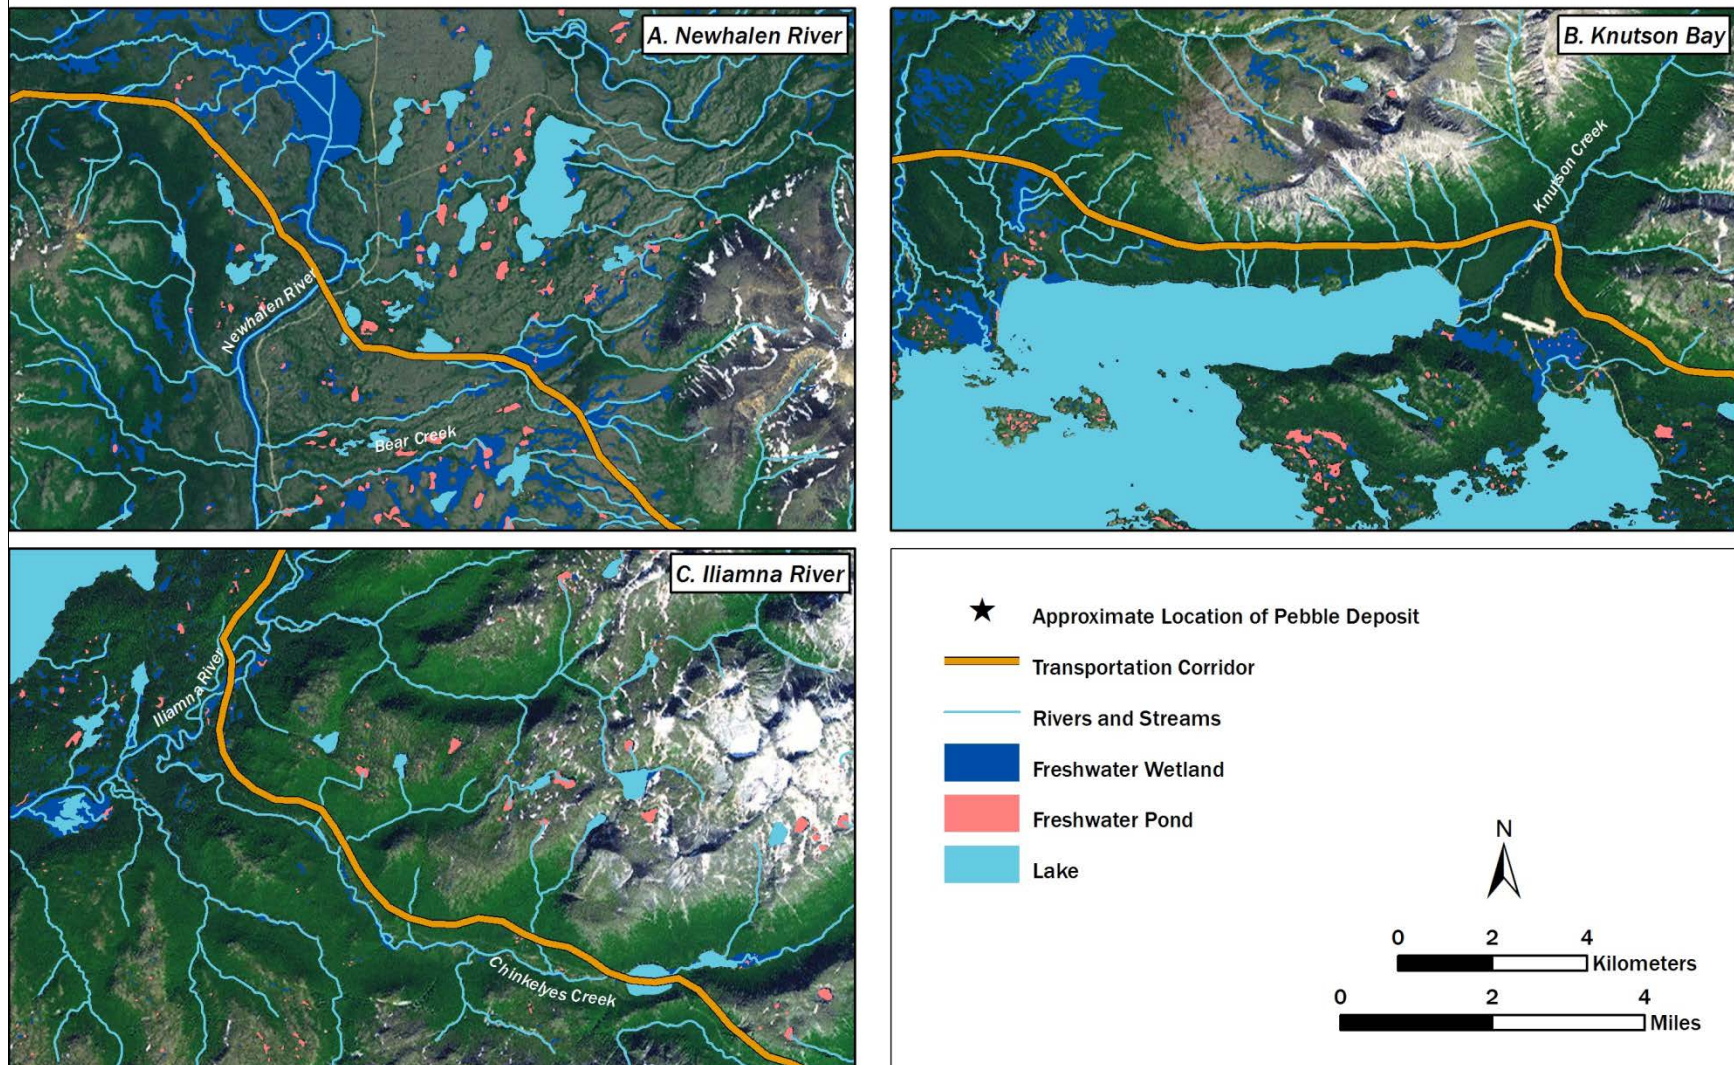 A. Newhalen River
Newhalen River
Bear Creek
B. Knutson Bay
Knutson Creek
C. Iliamna River
Iliamna River
Chinkelyes Creek
Approximate Location of Pebble Deposit
Transportation Corridor
Rivers and Streams
Freshwater Wetland
Freshwater Pond
Lake
N
0 2 4
Kilometers
0 2 4
Miles